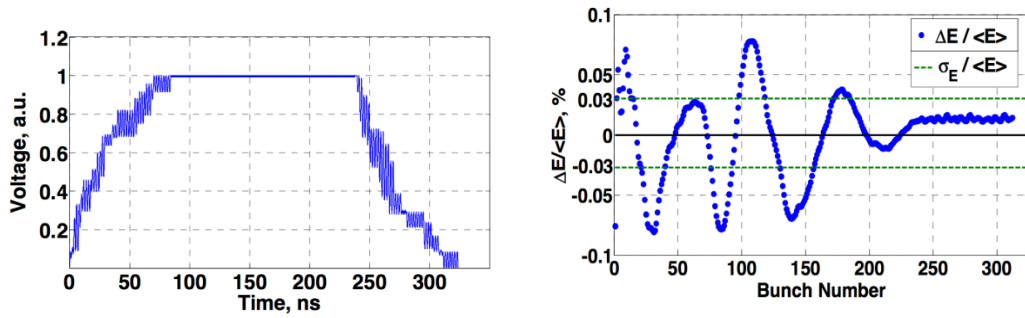 1.2
1
0.8
0.6
0.4
0.2
Voltage, a.u.
0 50 100 150 200 250 300
Time, ns
0.1
0.05
0.03
0
-0.03
-0.05
-0.1
ΔE/<E>, %
0 50 100 150 200 250 300
Bunch Number
ΔE / <E>
σ_E / <E>